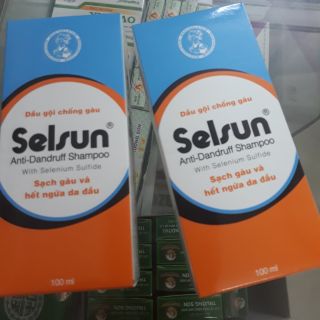 Dầu gội chống gàu
Selsun®
Anti-Dandruff Shampoo
With Selenium Sulfide
Sạch gàu và
hết ngứa da đầu
100 ml
Dầu gội chống gàu
Selsun®
Anti-Dandruff Shampoo
With Selenium Sulfide
Sạch gàu và
hết ngứa da đầu
100 ml
TRUONG SON